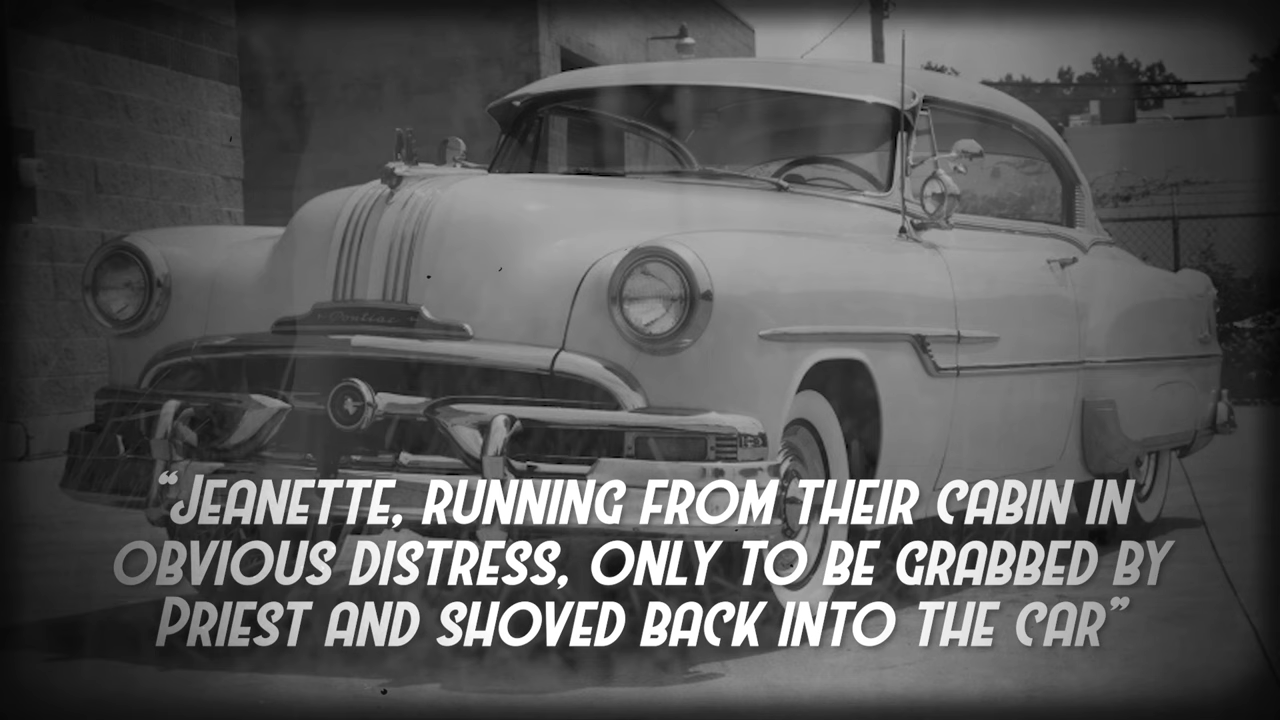 Pontiac
“JEANETTE, RUNNING FROM THEIR CABIN IN
OBVIOUS DISTRESS, ONLY TO BE GRABBED BY
PRIEST AND SHOVED BACK INTO THE CAR”